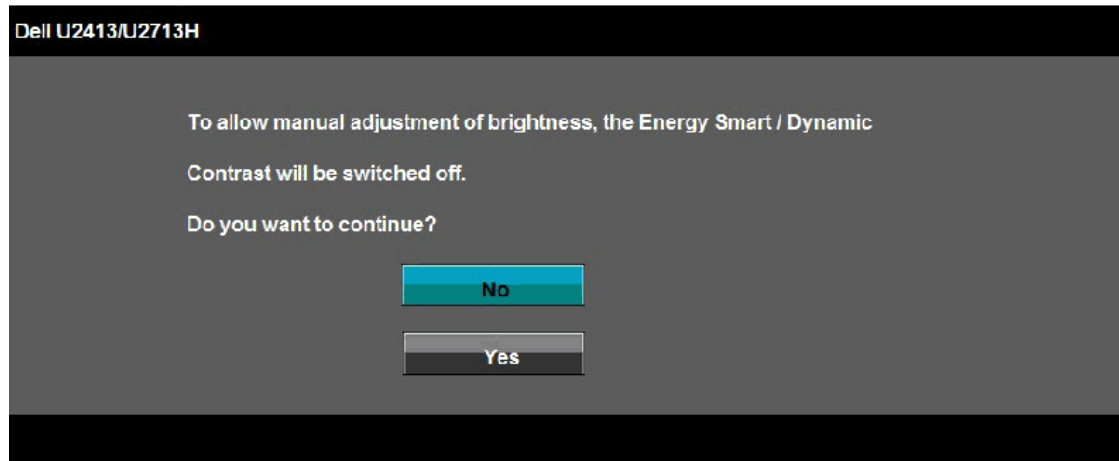 Dell U2413/U2713H
To allow manual adjustment of brightness, the Energy Smart / Dynamic
Contrast will be switched off.
Do you want to continue?
No
Yes